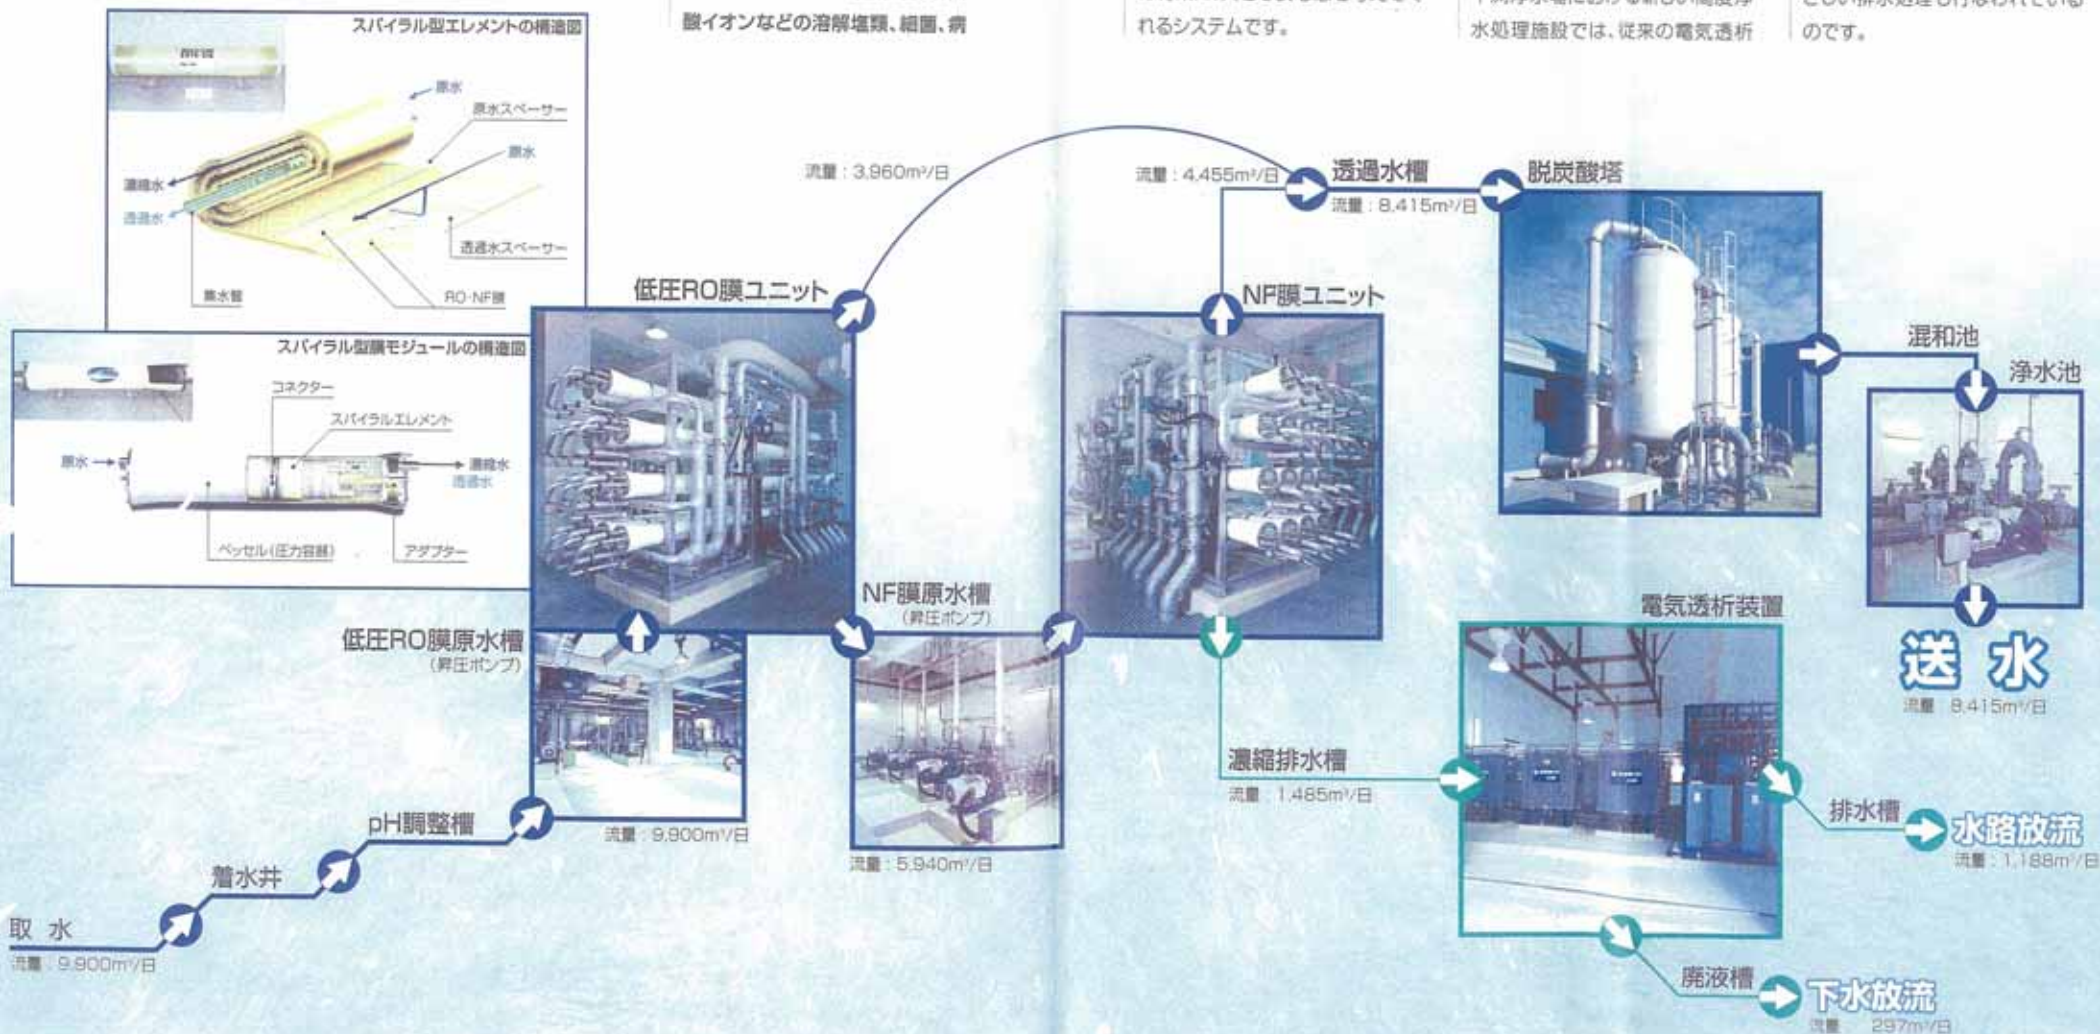 酸イオンなどの溶解塩類、細菌、病
れるシステムです。
水処理施設では、従来の電気透析
のです。
スパイラル型エレメントの構造図
原水
原水スペーサー
原水
濃縮水
透過水
透過水スペーサー
集水管
RO・NF膜
スパイラル型膜モジュールの構造図
コネクター
スパイラルエレメント
原水
濃縮水
透過水
ベッセル(圧力容器)
アダプター
流量:3,960m³/日
流量:4,455m³/日
透過水槽
流量:8,415m³/日
脱炭酸塔
低圧RO膜ユニット
NF膜ユニット
混和池
浄水池
送 水
流量 8,415m³/日
低圧RO膜原水槽
(昇圧ポンプ)
流量:9,900m³/日
NF膜原水槽
(昇圧ポンプ)
流量:5,940m³/日
電気透析装置
濃縮排水槽
流量:1,485m³/日
排水槽
水路放流
流量:1,188m³/日
pH調整槽
着水井
取 水
流量:9,900m³/日
廃液槽
下水放流
流量 297m³/日